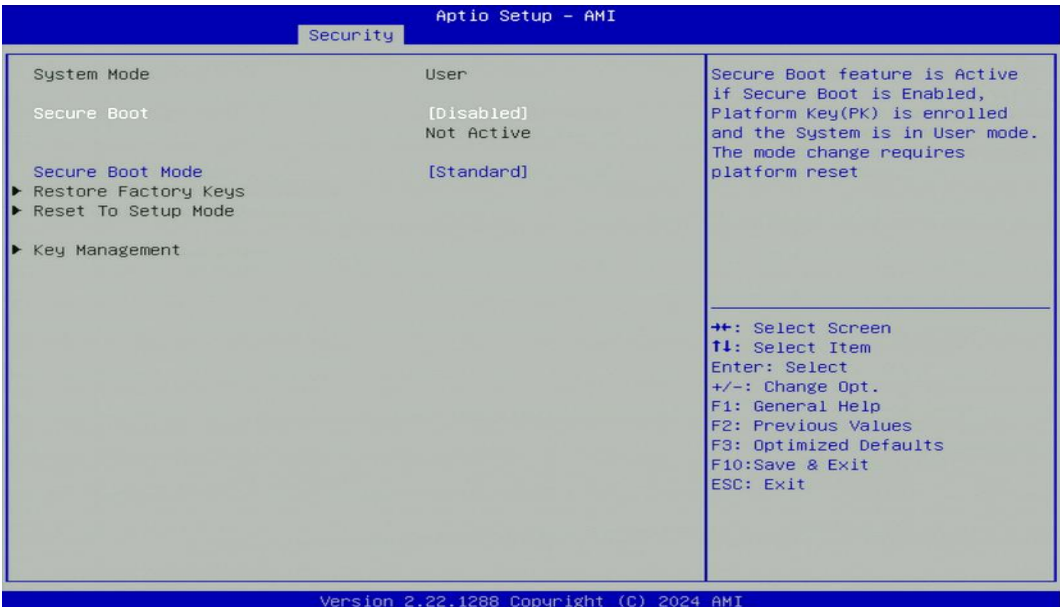 Aptio Setup - AMI
Security
System Mode User
Secure Boot [Disabled]
Not Active
Secure Boot Mode [Standard]
Restore Factory Keys
Reset To Setup Mode
Key Management
Secure Boot feature is Active
if Secure Boot is Enabled,
Platform Key(PK) is enrolled
and the System is in User mode.
The mode change requires
platform reset
→←: Select Screen
↑↓: Select Item
Enter: Select
+/-: Change Opt.
F1: General Help
F2: Previous Values
F3: Optimized Defaults
F10:Save & Exit
ESC: Exit
Version 2.22.1288 Copyright (C) 2024 AMI